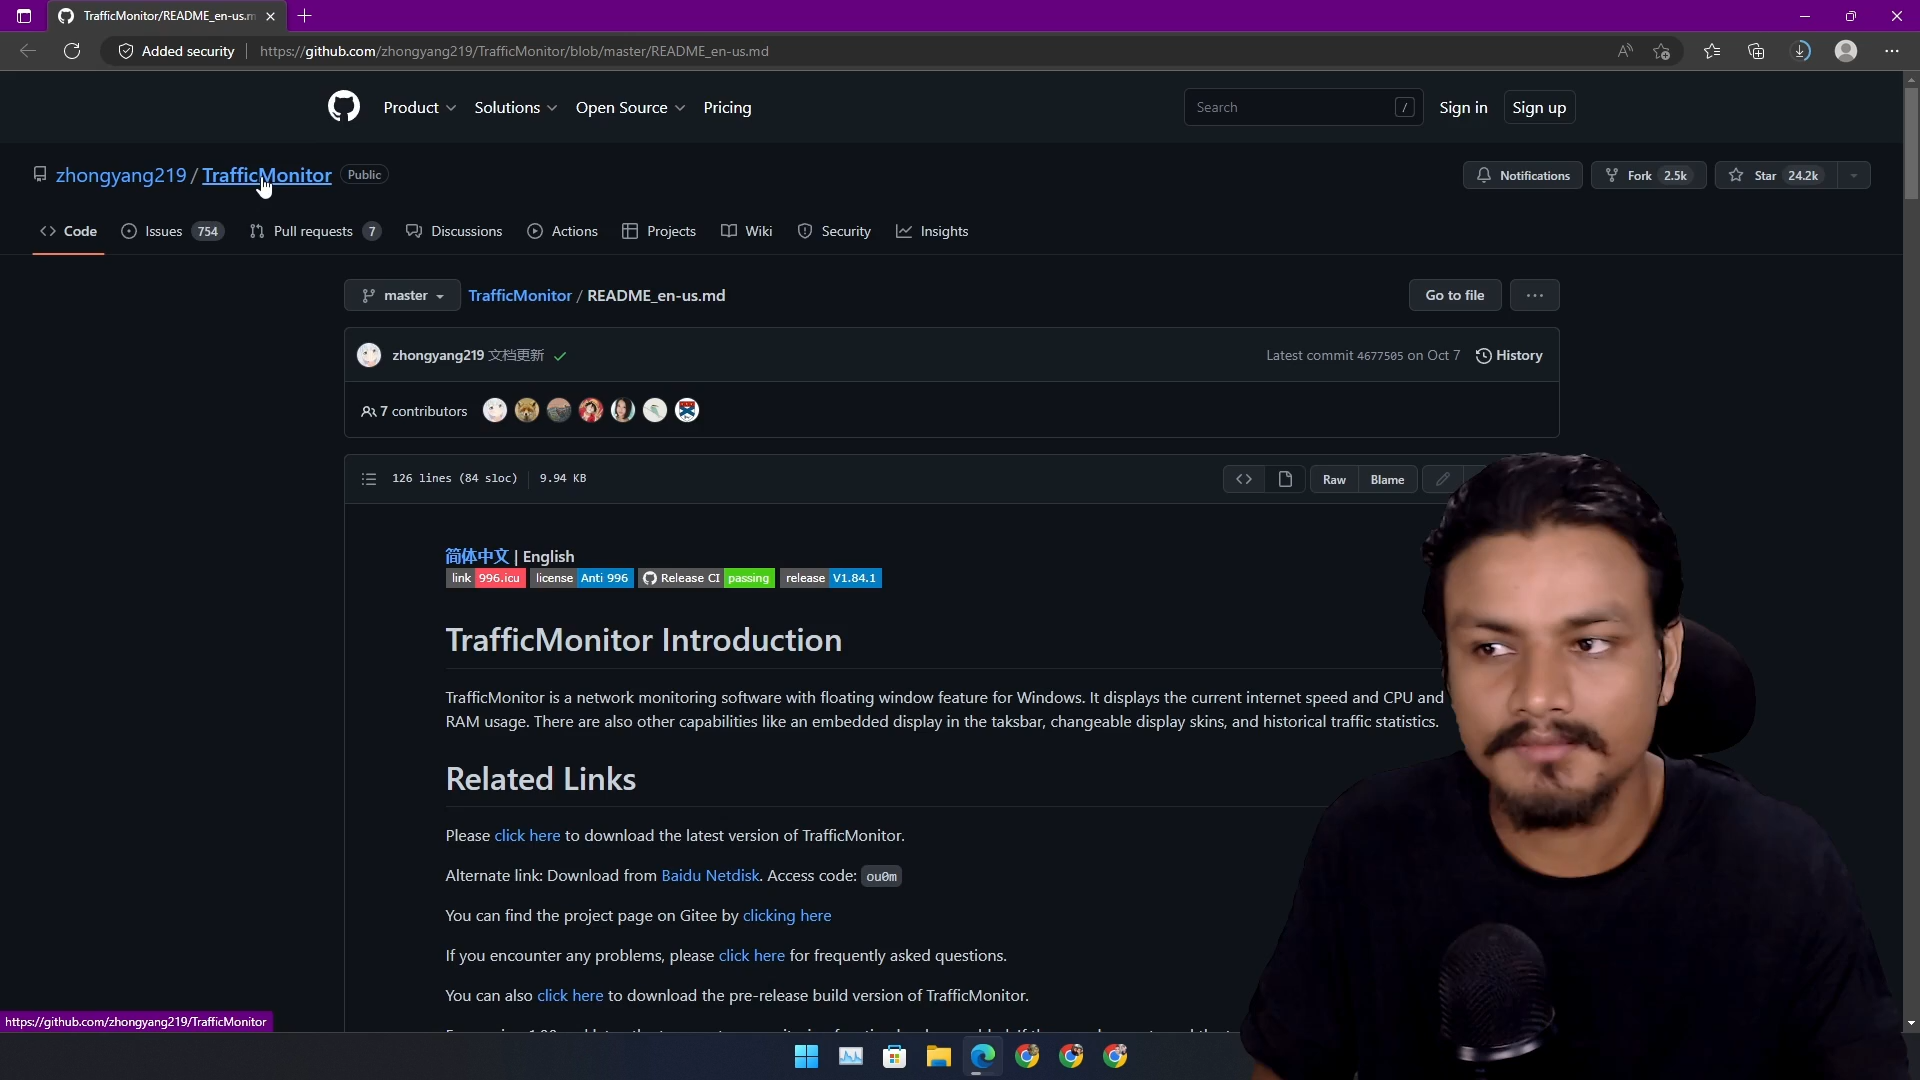 TrafficMonitor/README_en-us.m
Added security
https://github.com/zhongyang219/TrafficMonitor/blob/master/README_en-us.md
Product
Solutions
Open Source
Pricing
Search /
Sign in
Sign up
zhongyang219 / TrafficMonitor Public
Notifications
Fork 2.5k
Star 24.2k
Code
Issues 754
Pull requests 7
Discussions
Actions
Projects
Wiki
Security
Insights
master
TrafficMonitor / README_en-us.md
Go to file
zhongyang219 文档更新
Latest commit 4677505 on Oct 7
History
7 contributors
126 lines (84 sloc) 9.94 KB
Raw
Blame
简体中文 | English
link 996.icu license Anti 996 Release CI passing release V1.84.1
TrafficMonitor Introduction
TrafficMonitor is a network monitoring software with floating window feature for Windows. It displays the current internet speed and CPU and
RAM usage. There are also other capabilities like an embedded display in the taksbar, changeable display skins, and historical traffic statistics.
Related Links
Please click here to download the latest version of TrafficMonitor.
Alternate link: Download from Baidu Netdisk. Access code: ou0m
You can find the project page on Gitee by clicking here
If you encounter any problems, please click here for frequently asked questions.
You can also click here to download the pre-release build version of TrafficMonitor.
https://github.com/zhongyang219/TrafficMonitor